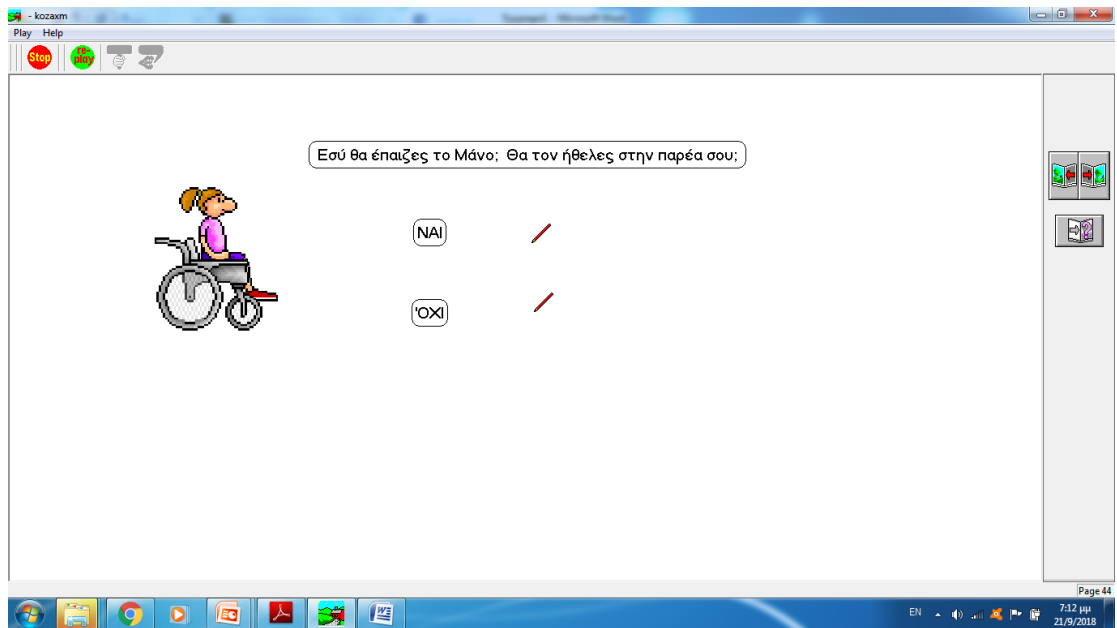 - kozaxm
Play Help
Stop
re-play
Εσύ θα έπαιζες το Μάνο; Θα τον ήθελες στην παρέα σου;
ΝΑΙ
'ΟΧΙ
Page 44
EN
7:12 μμ
21/9/2018